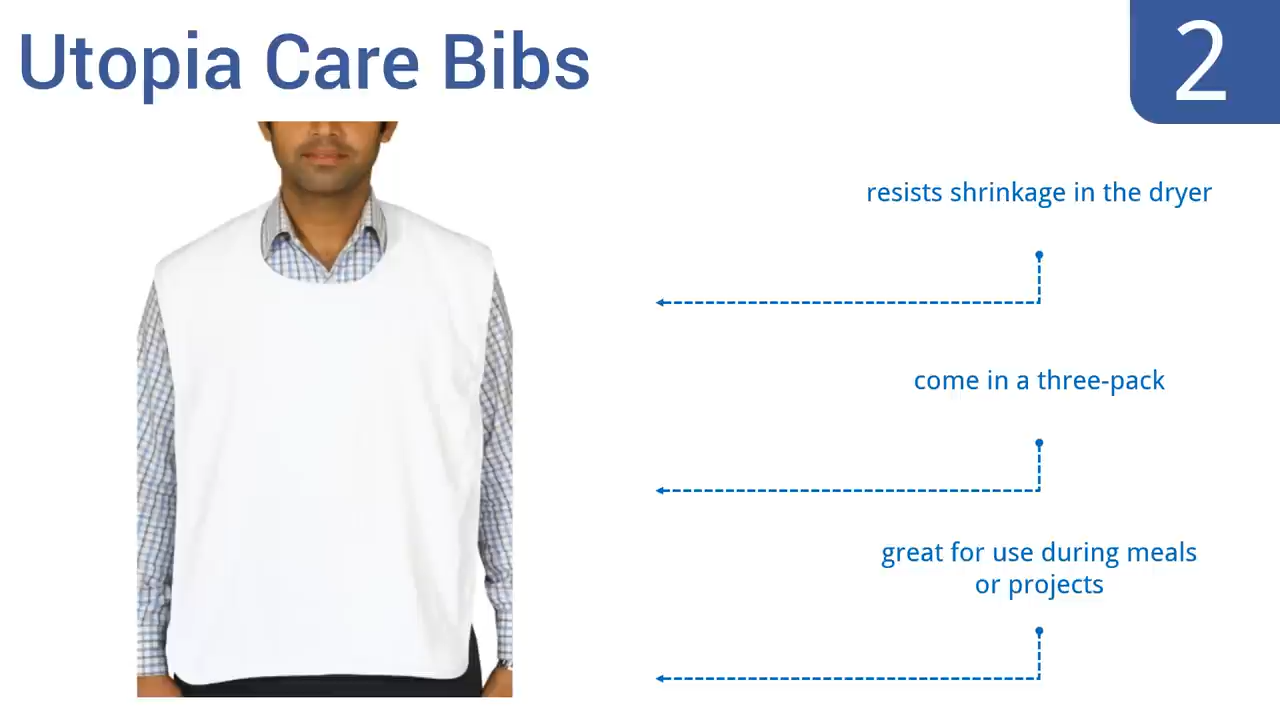 Utopia Care Bibs
2
resists shrinkage in the dryer
come in a three-pack
great for use during meals
or projects